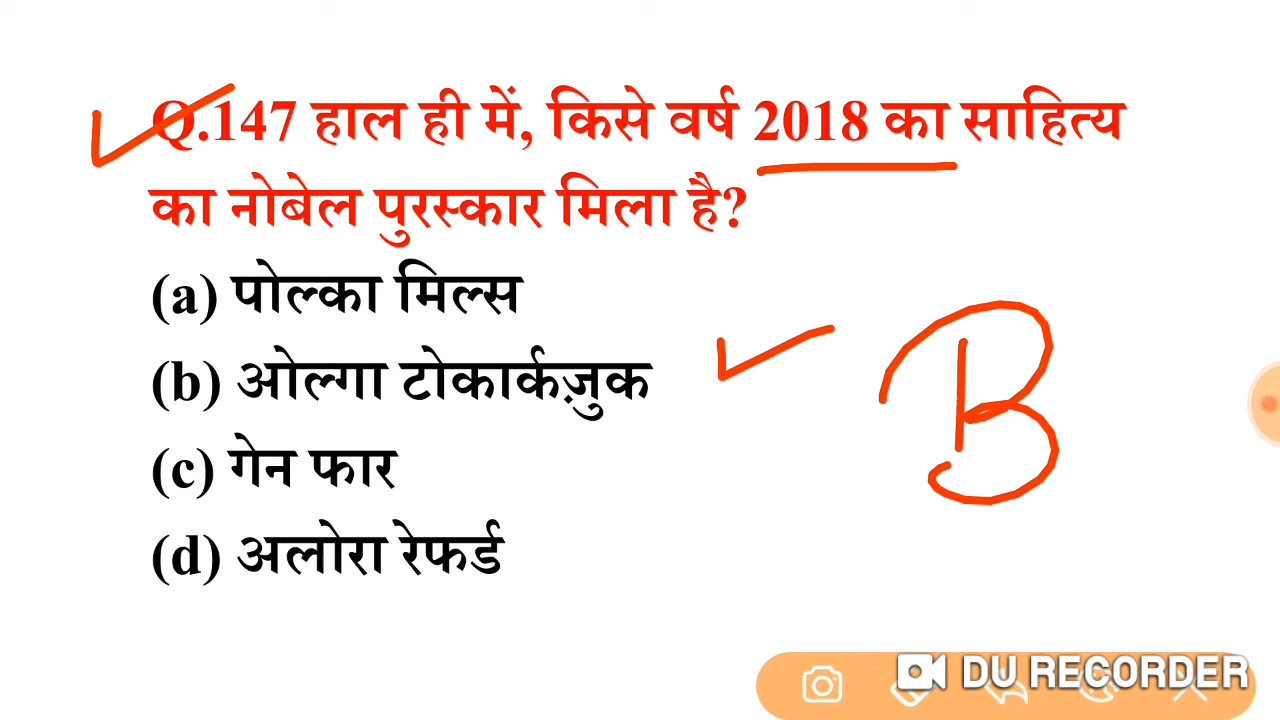 Q.147 हाल ही में, किसे वर्ष 2018 का साहित्य
का नोबेल पुरस्कार मिला है?
(a) पोल्का मिल्स
(b) ओल्गा टोकार्कज़ुक
B
(c) गेन फार
(d) अलोरा रेफर्ड
DU RECORDER